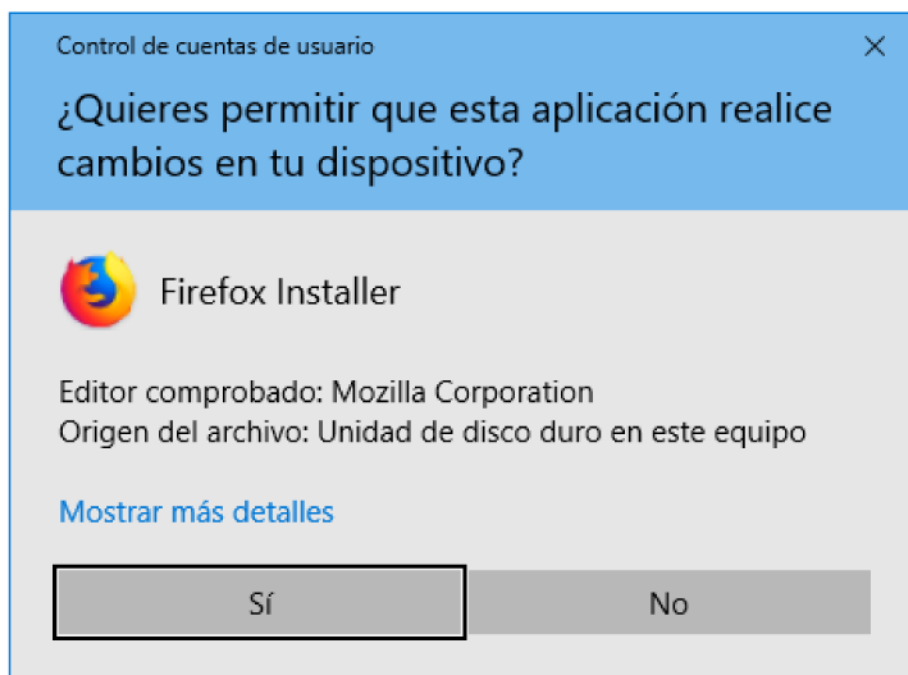 Control de cuentas de usuario
¿Quieres permitir que esta aplicación realice
cambios en tu dispositivo?
Firefox Installer
Editor comprobado: Mozilla Corporation
Origen del archivo: Unidad de disco duro en este equipo
Mostrar más detalles
Sí
No